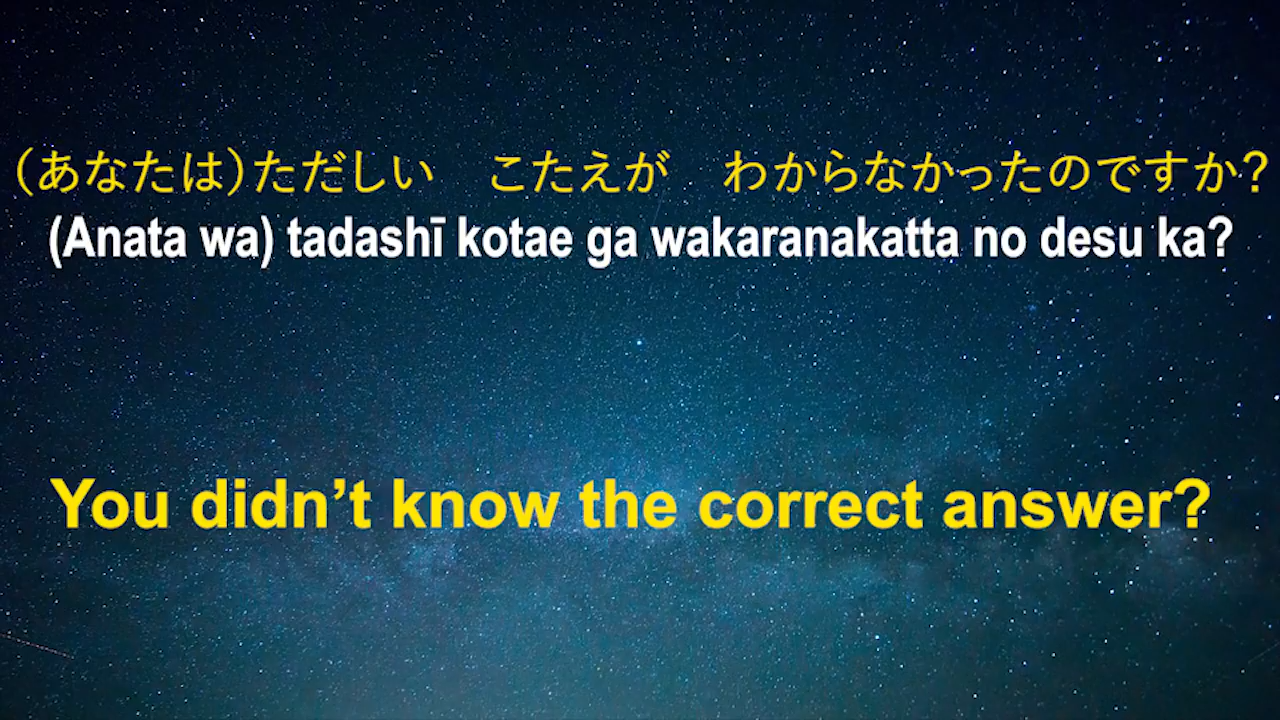 （あなたは）ただしい　こたえが　わからなかったのですか？
(Anata wa) tadashī kotae ga wakaranakatta no desu ka?
You didn’t know the correct answer?